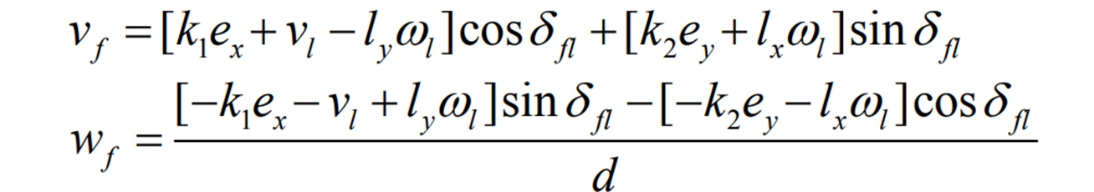 v_f = [k_1 e_x + v_l − l_y ω_l] cos δ_fl + [k_2 e_y + l_x ω_l] sin δ_fl
w_f = ([−k_1 e_x − v_l + l_y ω_l] sin δ_fl − [−k_2 e_y − l_x ω_l] cos δ_fl) / d